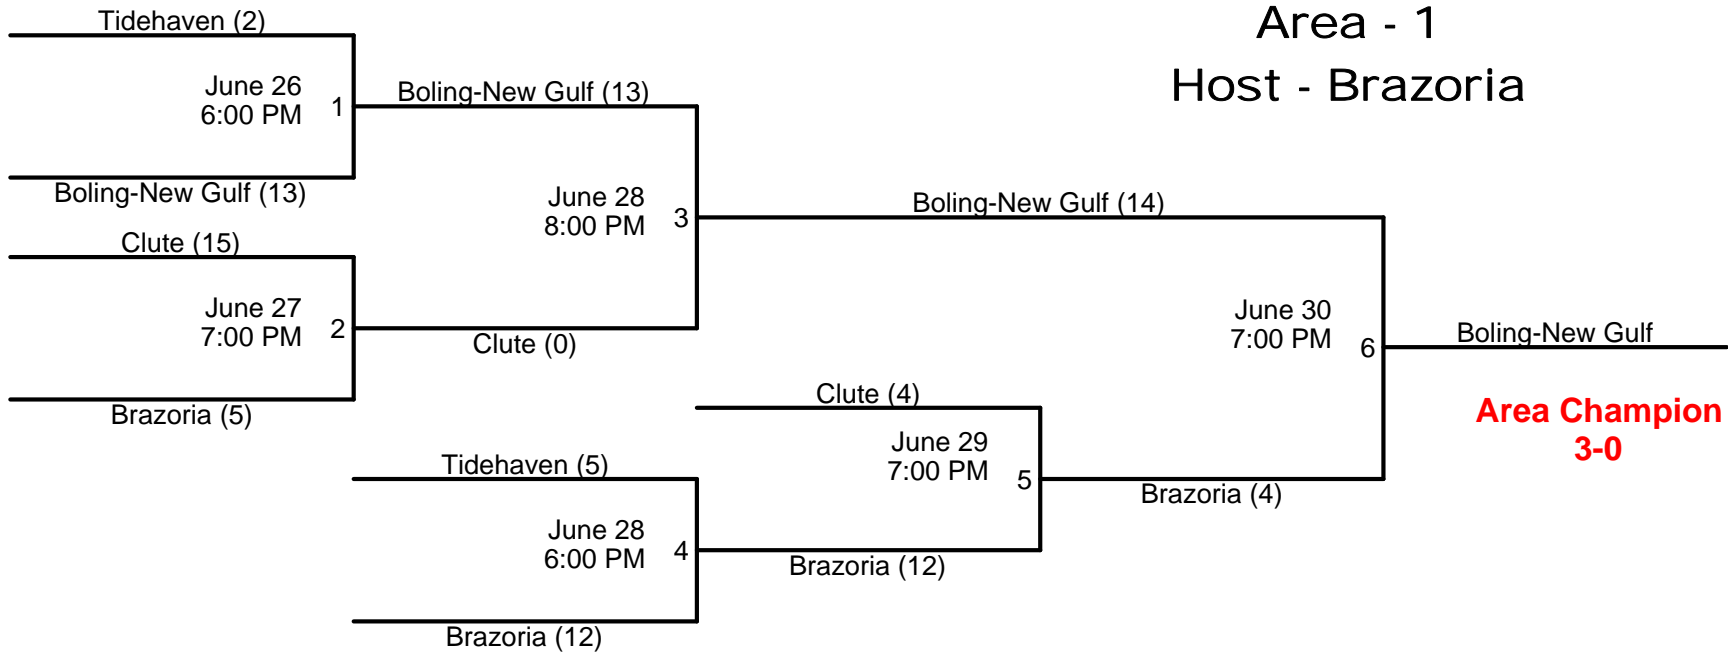 Area - 1
Host - Brazoria
Tidehaven (2)
June 26
6:00 PM
1
Boling-New Gulf (13)
Boling-New Gulf (13)
Clute (15)
June 27
7:00 PM
2
Brazoria (5)
June 28
8:00 PM
3
Clute (0)
Boling-New Gulf (14)
Tidehaven (5)
June 28
6:00 PM
4
Brazoria (12)
Clute (4)
June 29
7:00 PM
5
Brazoria (12)
Brazoria (4)
June 30
7:00 PM
6
Boling-New Gulf
Area Champion
3-0